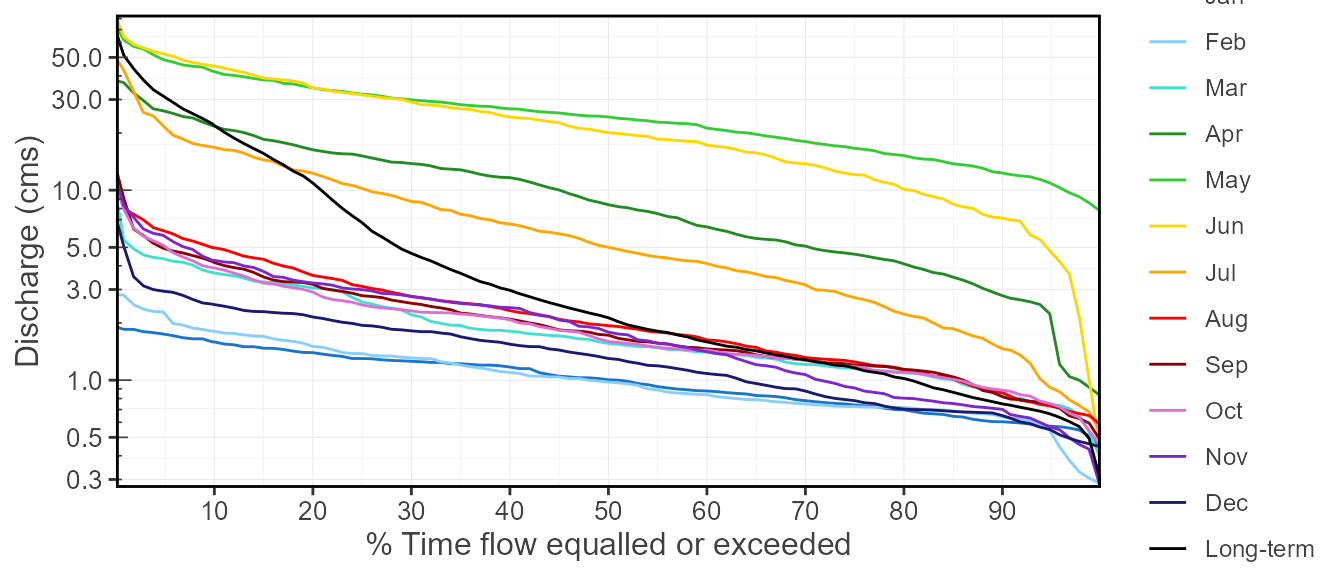 50.0
30.0
10.0
5.0
3.0
1.0
0.5
0.3
Discharge (cms)
10 20 30 40 50 60 70 80 90
% Time flow equalled or exceeded
Jan
Feb
Mar
Apr
May
Jun
Jul
Aug
Sep
Oct
Nov
Dec
Long-term